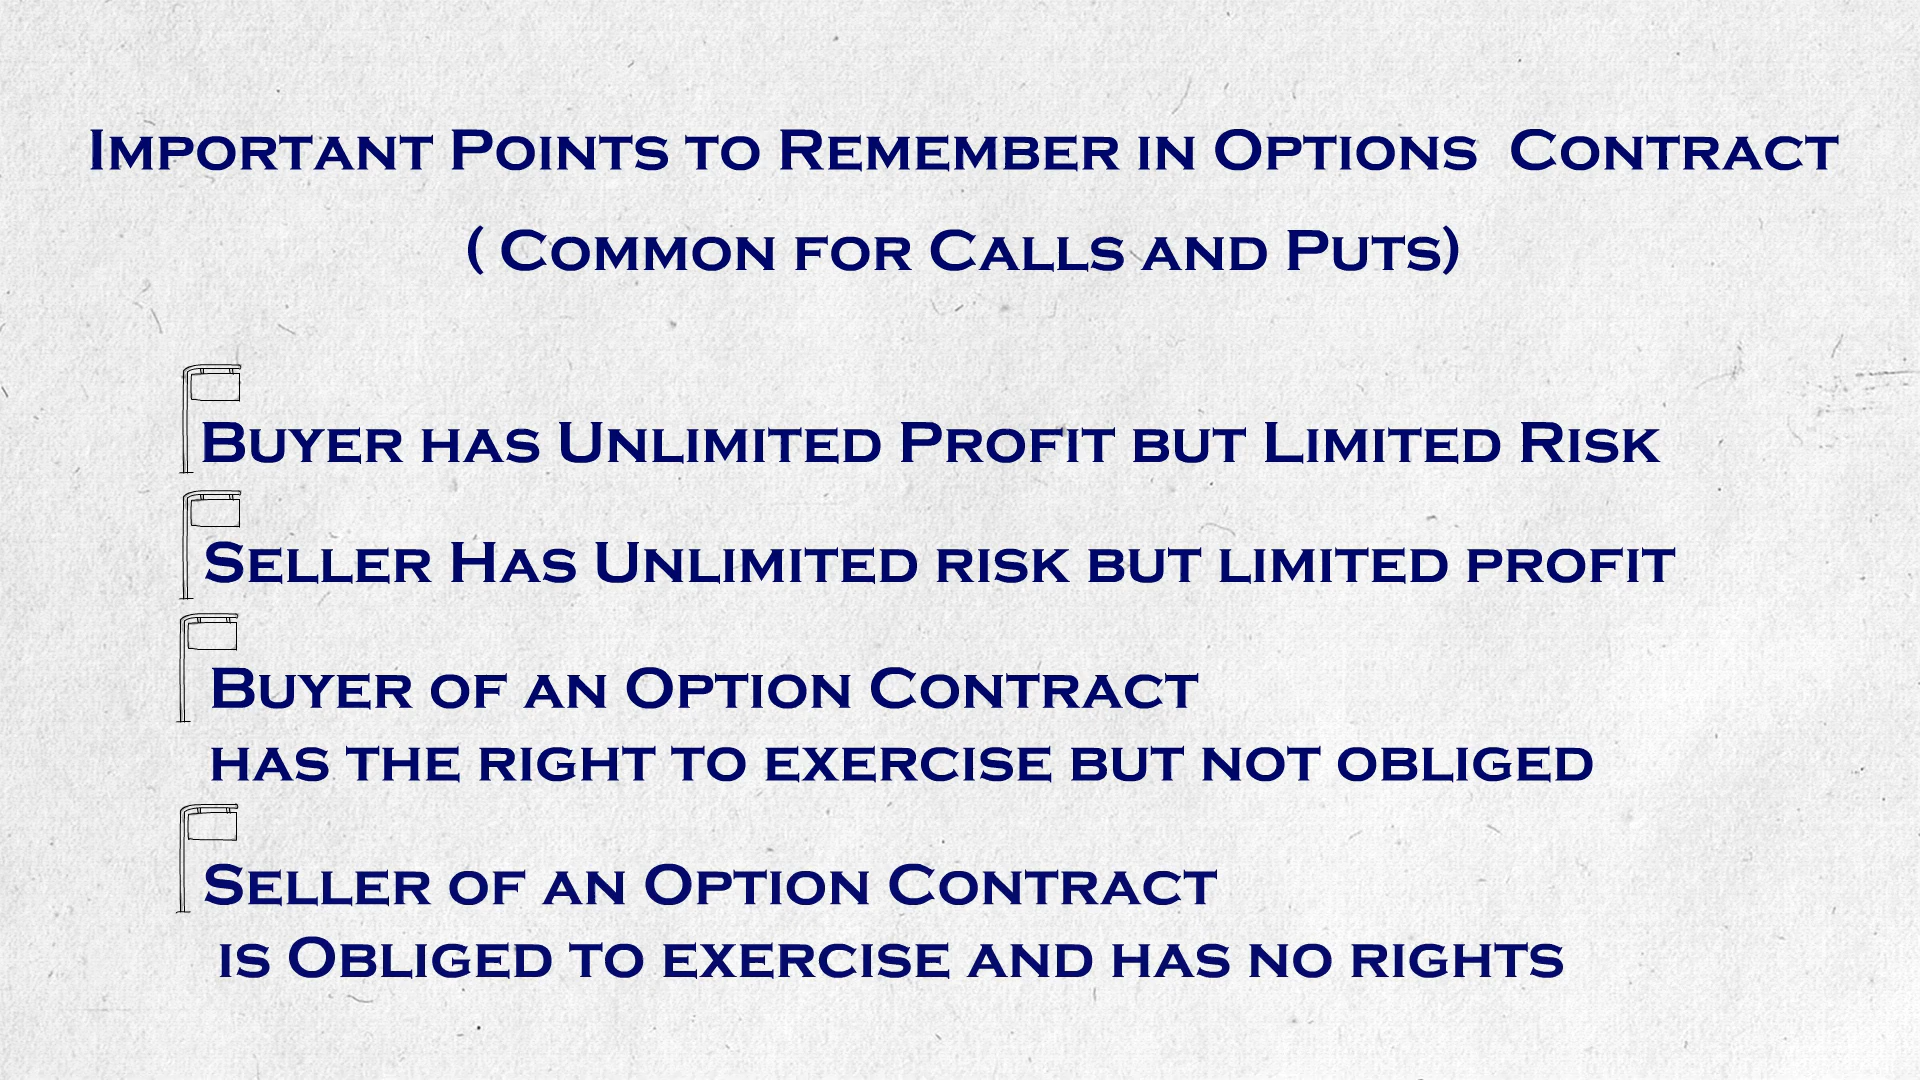 Important Points to Remember in Options Contract
( Common for Calls and Puts)
Buyer has Unlimited Profit but Limited Risk
Seller Has Unlimited risk but limited profit
Buyer of an Option Contract
has the right to exercise but not obliged
Seller of an Option Contract
is Obliged to exercise and has no rights